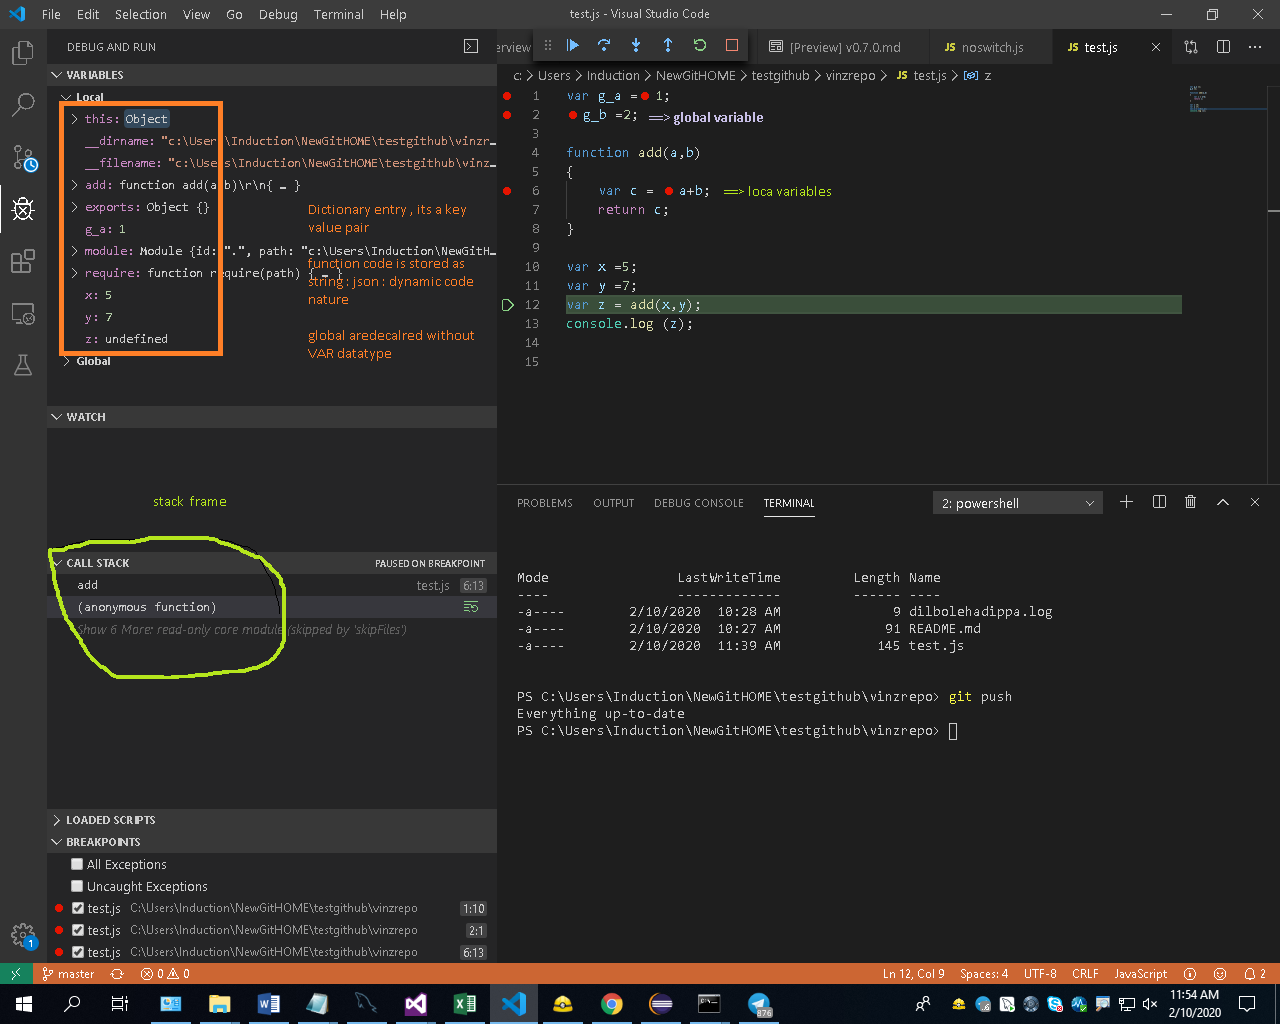 File Edit Selection View Go Debug Terminal Help
test.js - Visual Studio Code
DEBUG AND RUN
VARIABLES
Local
this: Object
__dirname: "c:\Users\Induction\NewGitHOME\testgithub\vinzre…
__filename: "c:\Users\Induction\NewGitHOME\testgithub\vinz…
add: function add(a,b)\r\n{ … }
exports: Object {}
g_a: 1
module: Module {id: ".", path: "c:\Users\Induction\NewGitH…
require: function require(path) { … }
x: 5
y: 7
z: undefined
Global
Dictionary entry , its a key
value pair
function code is stored as
string : json : dynamic code
nature
global aredecalred without
VAR datatype
WATCH
stack frame
CALL STACK PAUSED ON BREAKPOINT
add test.js 6:13
(anonymous function)
Show 6 More: read-only core module (skipped by 'skipFiles')
LOADED SCRIPTS
BREAKPOINTS
All Exceptions
Uncaught Exceptions
test.js C:\Users\Induction\NewGitHOME\testgithub\vinzrepo 1:10
test.js C:\Users\Induction\NewGitHOME\testgithub\vinzrepo 2:1
test.js C:\Users\Induction\NewGitHOME\testgithub\vinzrepo 6:13
erview [Preview] v0.7.0.md JS noswitch.js JS test.js
c: > Users > Induction > NewGitHOME > testgithub > vinzrepo > JS test.js > z
1 var g_a = 1;
2 g_b =2; ==> global variable
3
4 function add(a,b)
5 {
6 var c = a+b; ==> loca variables
7 return c;
8 }
9
10 var x =5;
11 var y =7;
12 var z = add(x,y);
13 console.log (z);
14
15
PROBLEMS OUTPUT DEBUG CONSOLE TERMINAL 2: powershell
Mode LastWriteTime Length Name
---- ------------- ------ ----
-a---- 2/10/2020 10:28 AM 9 dilbolehadippa.log
-a---- 2/10/2020 10:27 AM 91 README.md
-a---- 2/10/2020 11:39 AM 145 test.js
PS C:\Users\Induction\NewGitHOME\testgithub\vinzrepo> git push
Everything up-to-date
PS C:\Users\Induction\NewGitHOME\testgithub\vinzrepo>
1
master 0 0 Ln 12, Col 9 Spaces: 4 UTF-8 CRLF JavaScript 2
876
11:54 AM
2/10/2020